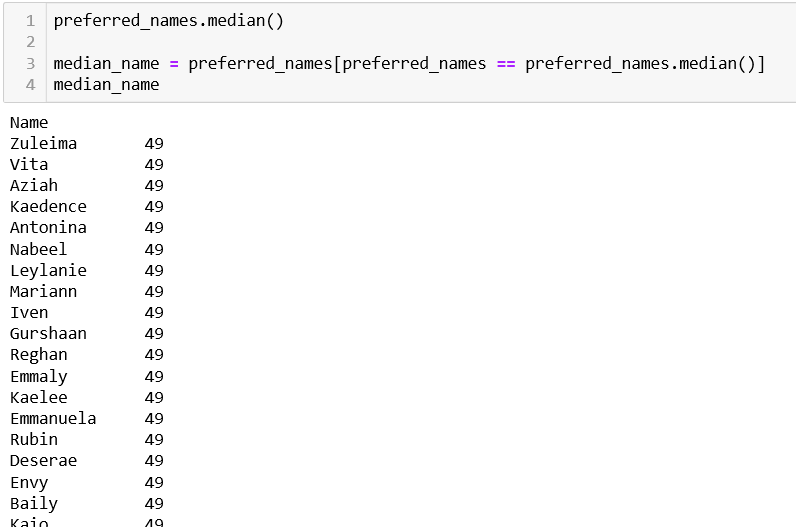 1 preferred_names.median()
2
3 median_name = preferred_names[preferred_names == preferred_names.median()]
4 median_name
Name
Zuleima 49
Vita 49
Aziah 49
Kaedence 49
Antonina 49
Nabeel 49
Leylanie 49
Mariann 49
Iven 49
Gurshaan 49
Reghan 49
Emmaly 49
Kaelee 49
Emmanuela 49
Rubin 49
Deserae 49
Envy 49
Baily 49
Kaio 49